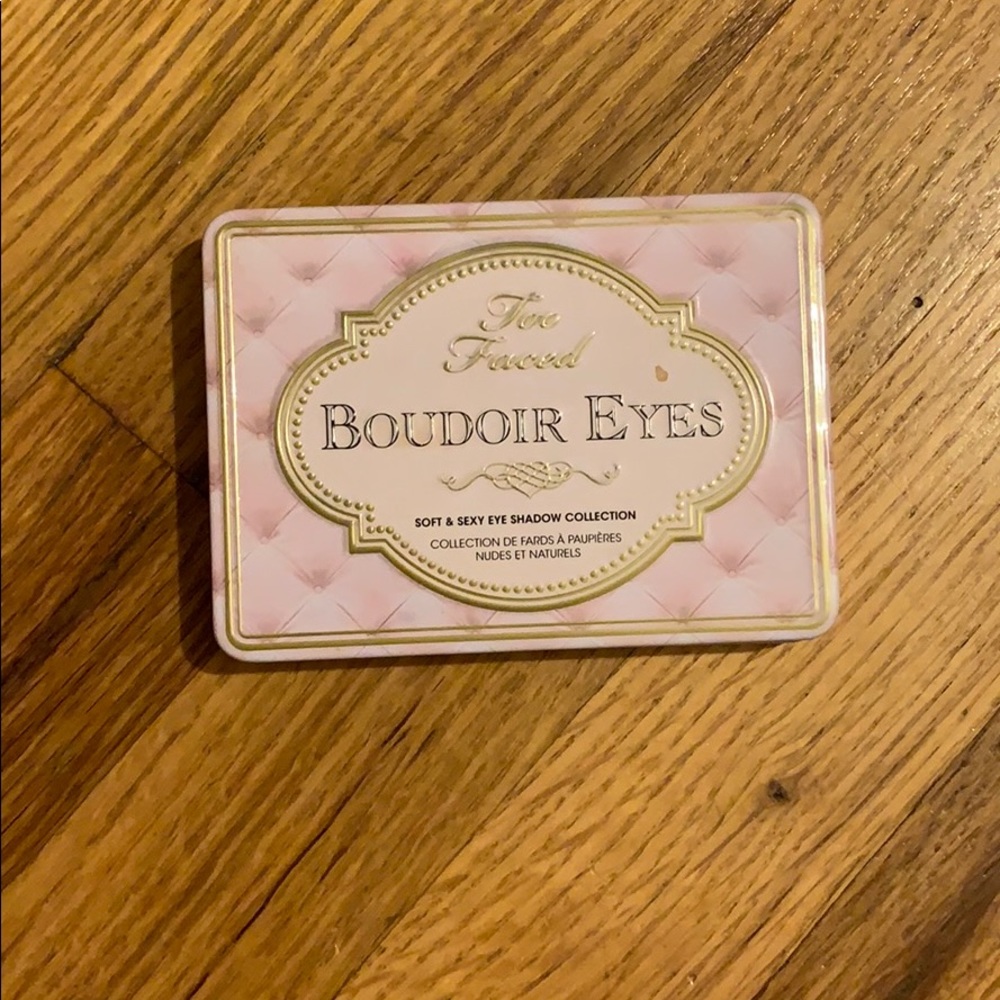 Too
Faced
BOUDOIR EYES
SOFT & SEXY EYE SHADOW COLLECTION
COLLECTION DE FARDS À PAUPIÈRES
NUDES ET NATURELS